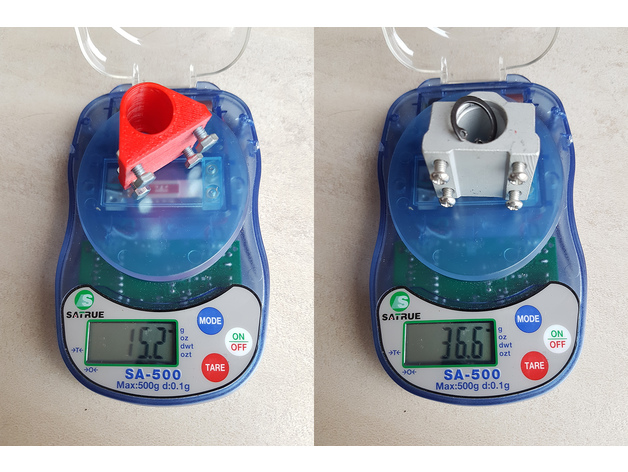 SATRUE
MODE
ON
OFF
TARE
15.2
g
oz
dwt
ozt
→T←
→O←
SA-500
Max:500g d:0.1g
SATRUE
MODE
ON
OFF
TARE
36.6
g
oz
dwt
ozt
→T←
→O←
SA-500
Max:500g d:0.1g